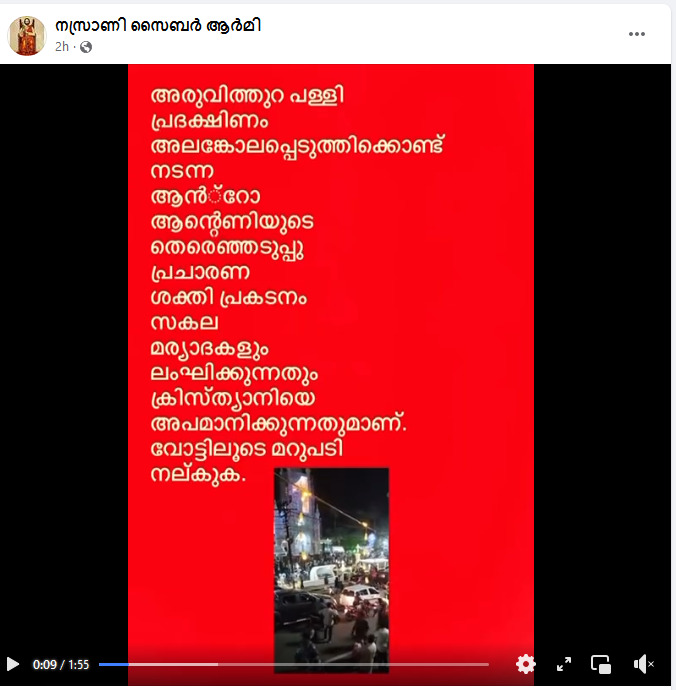 നസ്രാണി സൈബർ ആർമി
2h ·
അരുവിത്തുറ പള്ളി
പ്രദക്ഷിണം
അലങ്കോലപ്പെടുത്തിക്കൊണ്ട്
നടന്ന
ആൻ്റോ
ആന്റെണിയുടെ
തെരെഞ്ഞടുപ്പു
പ്രചാരണ
ശക്തി പ്രകടനം
സകല
മര്യാദകളും
ലംഘിക്കുന്നതും
ക്രിസ്ത്യാനിയെ
അപമാനിക്കുന്നതുമാണ്.
വോട്ടിലൂടെ മറുപടി
നല്കുക.
0:09 / 1:55